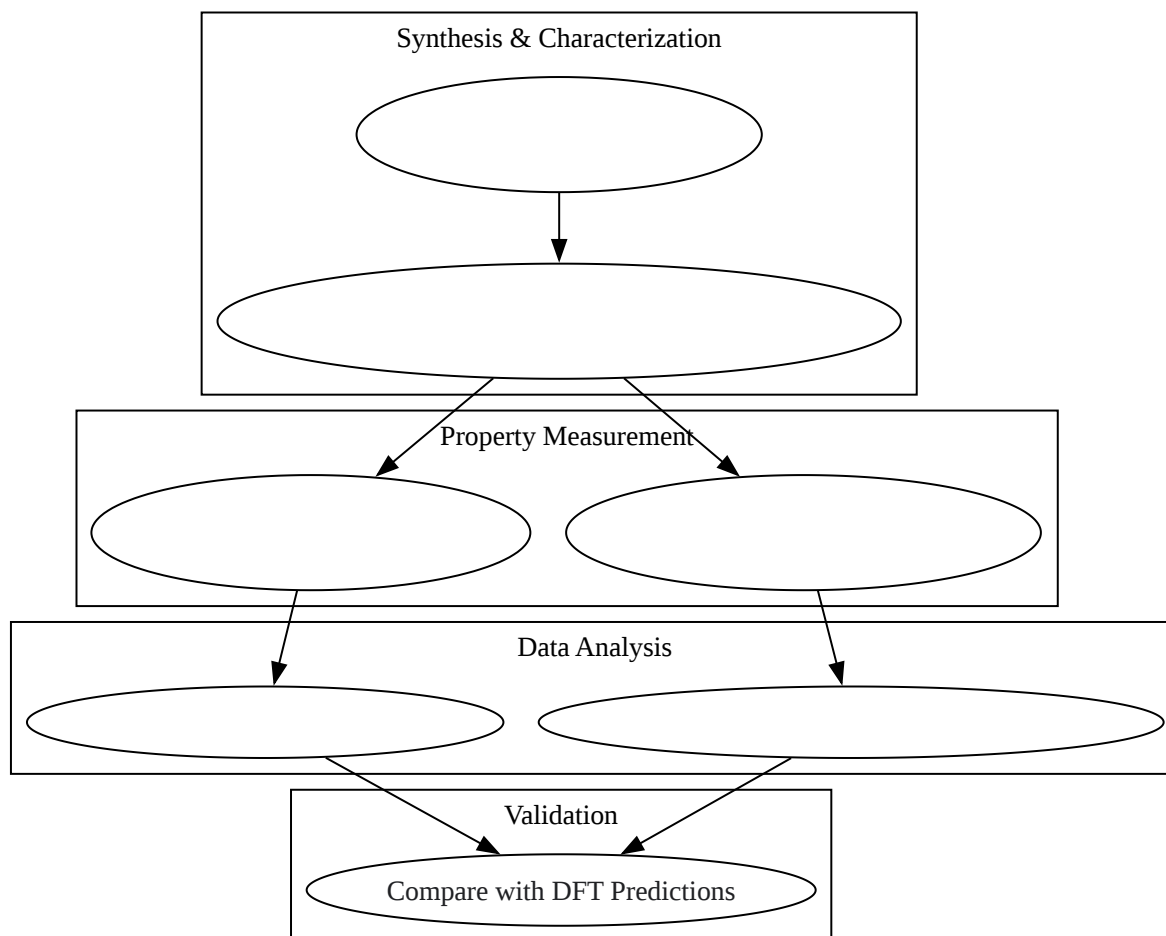 Synthesis & Characterization
Property Measurement
Data Analysis
Validation
Compare with DFT Predictions